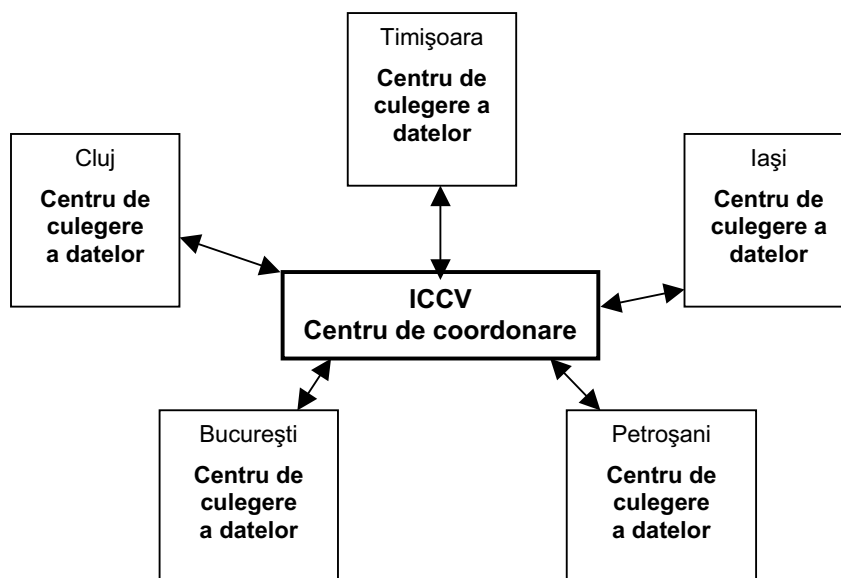 Timişoara
Centru de
culegere a
datelor
Cluj
Centru de
culegere
a datelor
Iaşi
Centru de
culegere a
datelor
ICCV
Centru de coordonare
Bucureşti
Centru de
culegere
a datelor
Petroşani
Centru de
culegere
a datelor